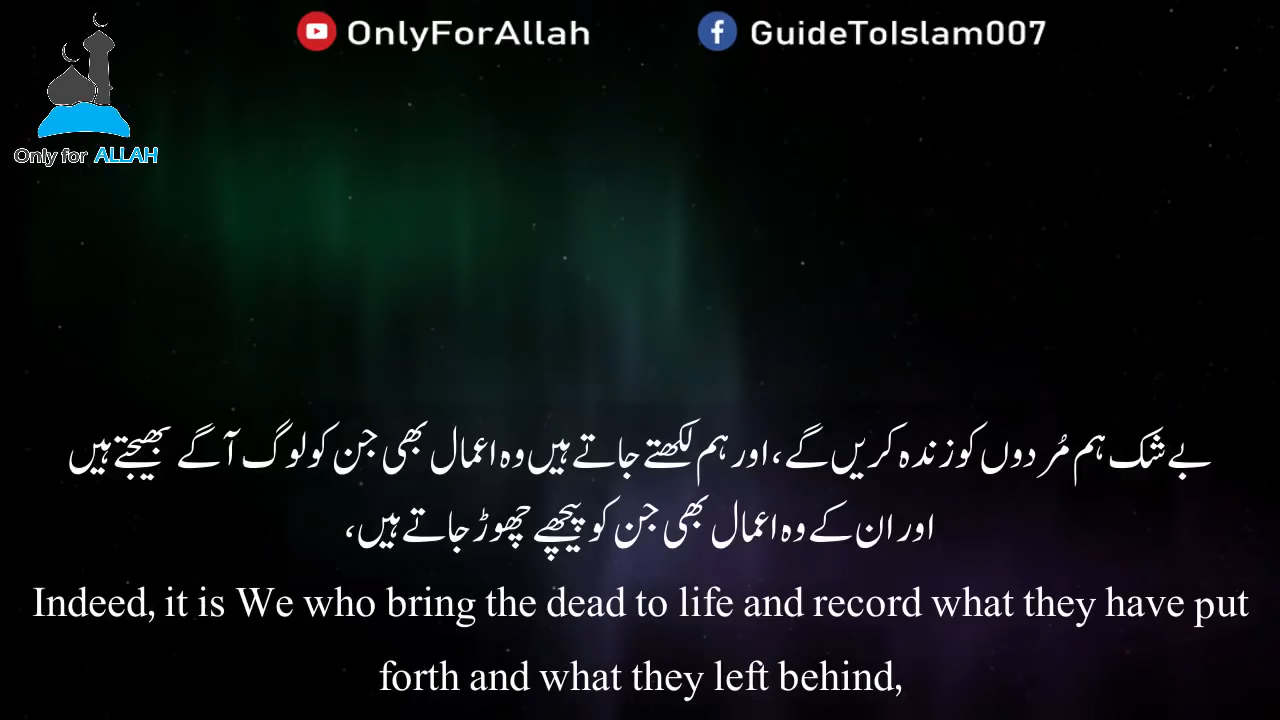 OnlyForAllah
GuideToIslam007
Only for ALLAH
بے شک ہم مُردوں کو زندہ کریں گے، اور ہم لکھتے جاتے ہیں وہ اعمال بھی جن کو لوگ آگے بھیجتے ہیں
اور ان کے وہ اعمال بھی جن کو پیچھے چھوڑ جاتے ہیں،
Indeed, it is We who bring the dead to life and record what they have put
forth and what they left behind,